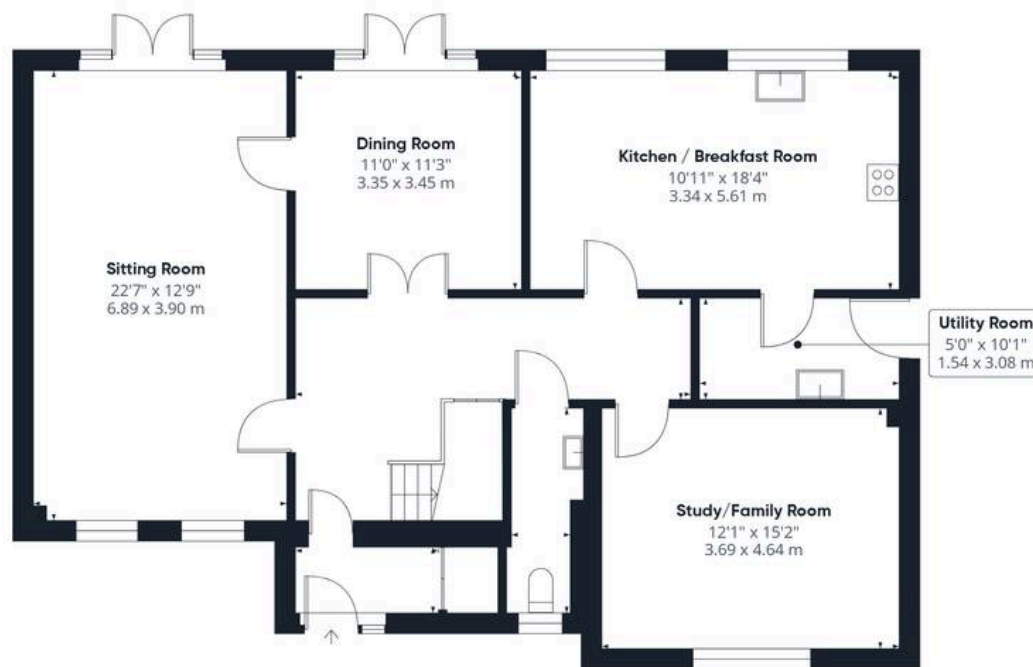 Dining Room
11'0" x 11'3"
3.35 x 3.45 m
Kitchen / Breakfast Room
10'11" x 18'4"
3.34 x 5.61 m
Sitting Room
22'7" x 12'9"
6.89 x 3.90 m
Utility Room
5'0" x 10'1"
1.54 x 3.08 m
Study/Family Room
12'1" x 15'2"
3.69 x 4.64 m